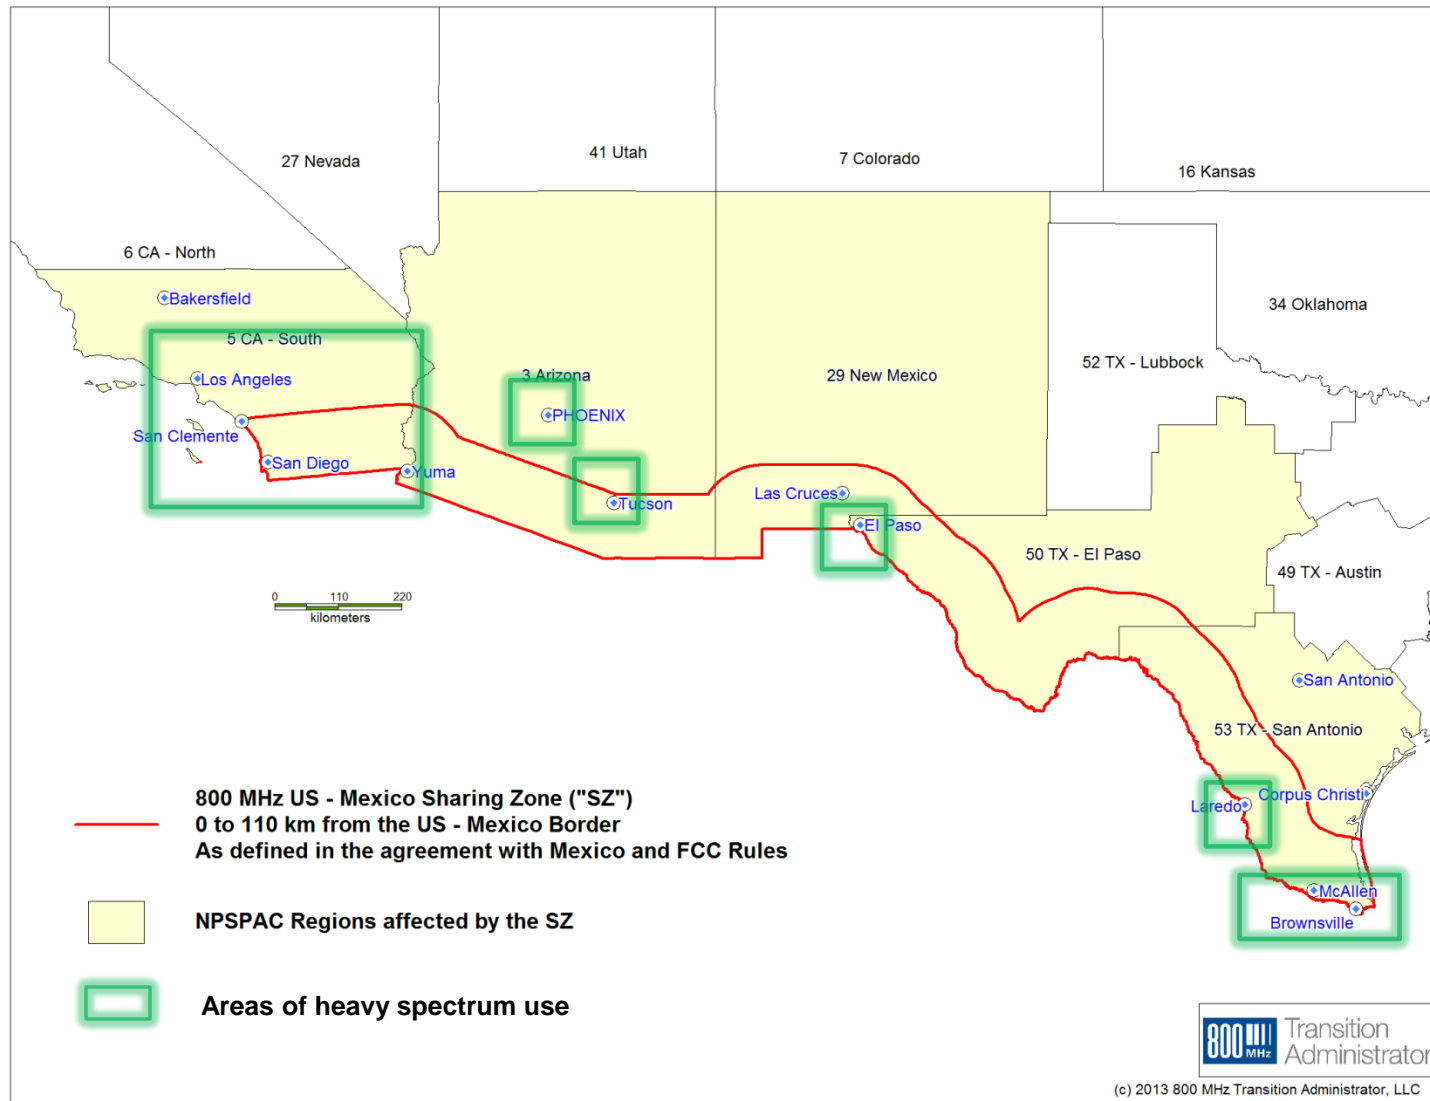 41 Utah
7 Colorado
27 Nevada
16 Kansas
6 CA - North
Bakersfield
34 Oklahoma
5 CA - South
52 TX - Lubbock
Los Angeles
3 Arizona
29 New Mexico
PHOENIX
San Clemente
San Diego
Yuma
Las Cruces
Tucson
El Paso
50 TX - El Paso
49 TX - Austin
0 110 220
kilometers
San Antonio
53 TX - San Antonio
Corpus Christi
Laredo
800 MHz US - Mexico Sharing Zone ("SZ")
0 to 110 km from the US - Mexico Border
As defined in the agreement with Mexico and FCC Rules
McAllen
Brownsville
NPSPAC Regions affected by the SZ
Areas of heavy spectrum use
800 MHz
Transition
Administrator
(c) 2013 800 MHz Transition Administrator, LLC